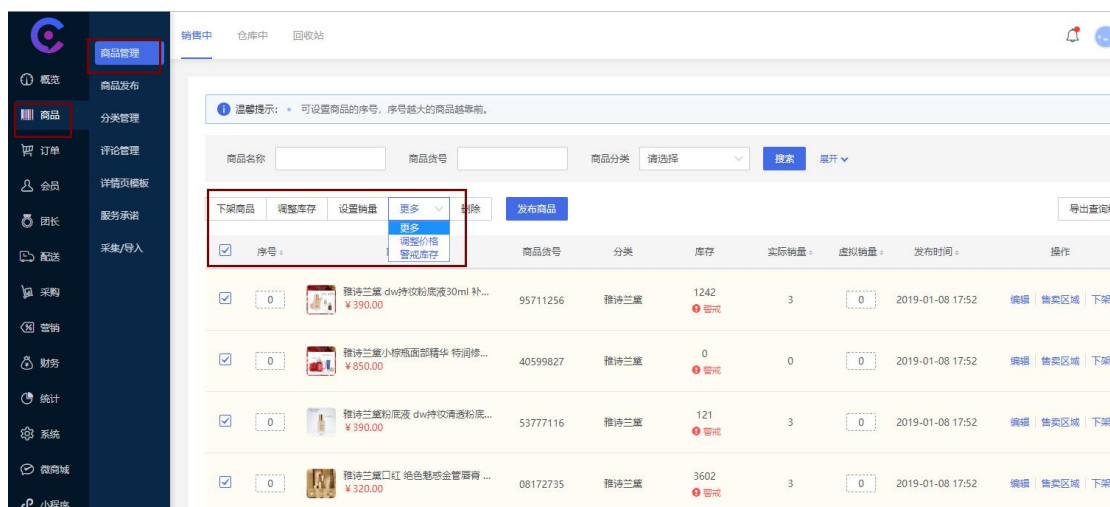 销售中 仓库中 回收站
商品管理
概览
商品发布
商品
分类管理
订单
评论管理
会员
详情页模板
团长
服务承诺
配送
采集/导入
采购
营销
财务
统计
系统
微商城
小程序
温馨提示： 可设置商品的序号，序号越大的商品越靠前。
商品名称 商品货号 商品分类 请选择 搜索 展开
下架商品 调整库存 设置销量 更多 删除 发布商品 导出查询
更多
调整价格
警戒库存
序号 商品货号 分类 库存 实际销量 虚拟销量 发布时间 操作
0 雅诗兰黛 dw持妆粉底液30ml 补...
¥390.00
95711256 雅诗兰黛 1242 警戒 3 0 2019-01-08 17:52 编辑 售卖区域 下架
0 雅诗兰黛小棕瓶面部精华 特润修...
¥850.00
40599827 雅诗兰黛 0 警戒 0 0 2019-01-08 17:52 编辑 售卖区域 下架
0 雅诗兰黛粉底液 dw持妆清透粉底...
¥390.00
53777116 雅诗兰黛 121 警戒 3 0 2019-01-08 17:52 编辑 售卖区域 下架
0 雅诗兰黛口红 绝色魅惑金管唇膏 ...
¥320.00
08172735 雅诗兰黛 3602 警戒 3 0 2019-01-08 17:52 编辑 售卖区域 下架